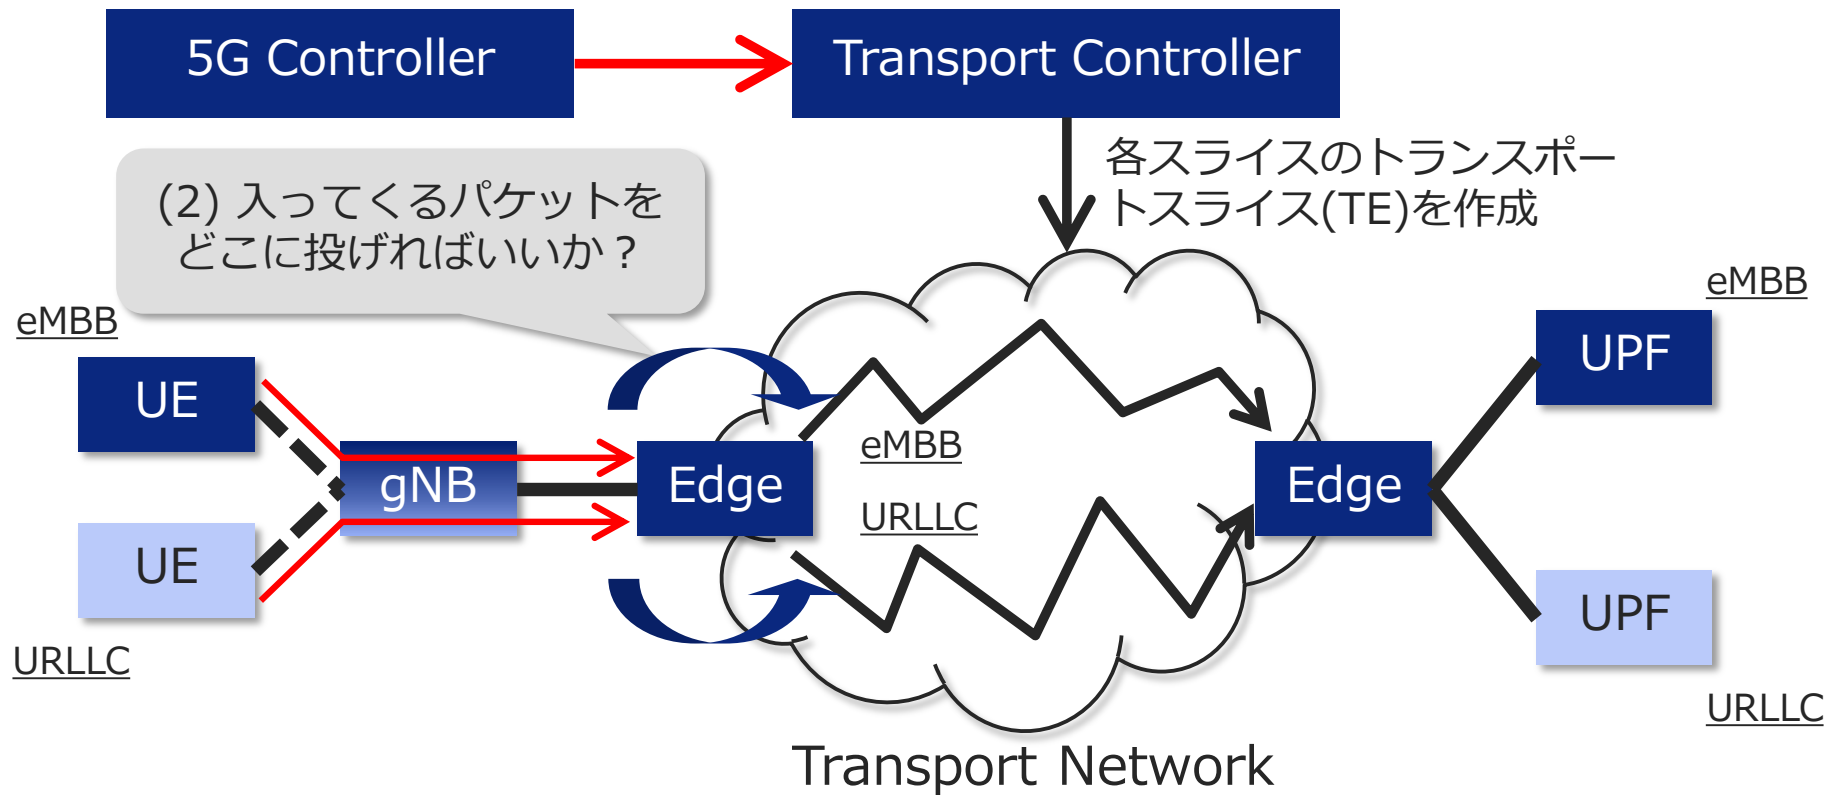 5G Controller
Transport Controller
各スライスのトランスポー
トスライス(TE)を作成
(2) 入ってくるパケットを
どこに投げればいいか？
eMBB
UE
gNB
UE
URLLC
Edge
eMBB
URLLC
Edge
eMBB
UPF
UPF
URLLC
Transport Network